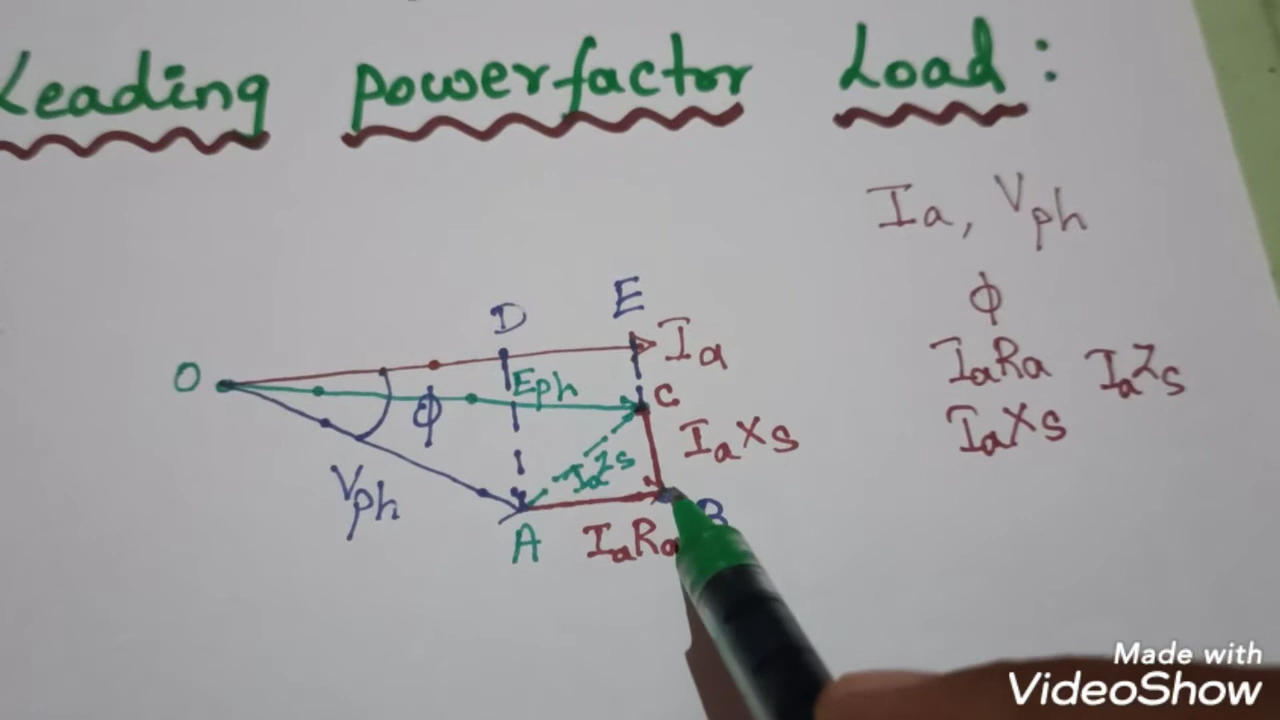 Leading powerfactor Load :
Ia, Vph
ϕ
IaRa IaZs
IaXs
D E
O Ia
Eph C
ϕ IaXs
IaZs
Vph
A IaRa B
Made with
VideoShow